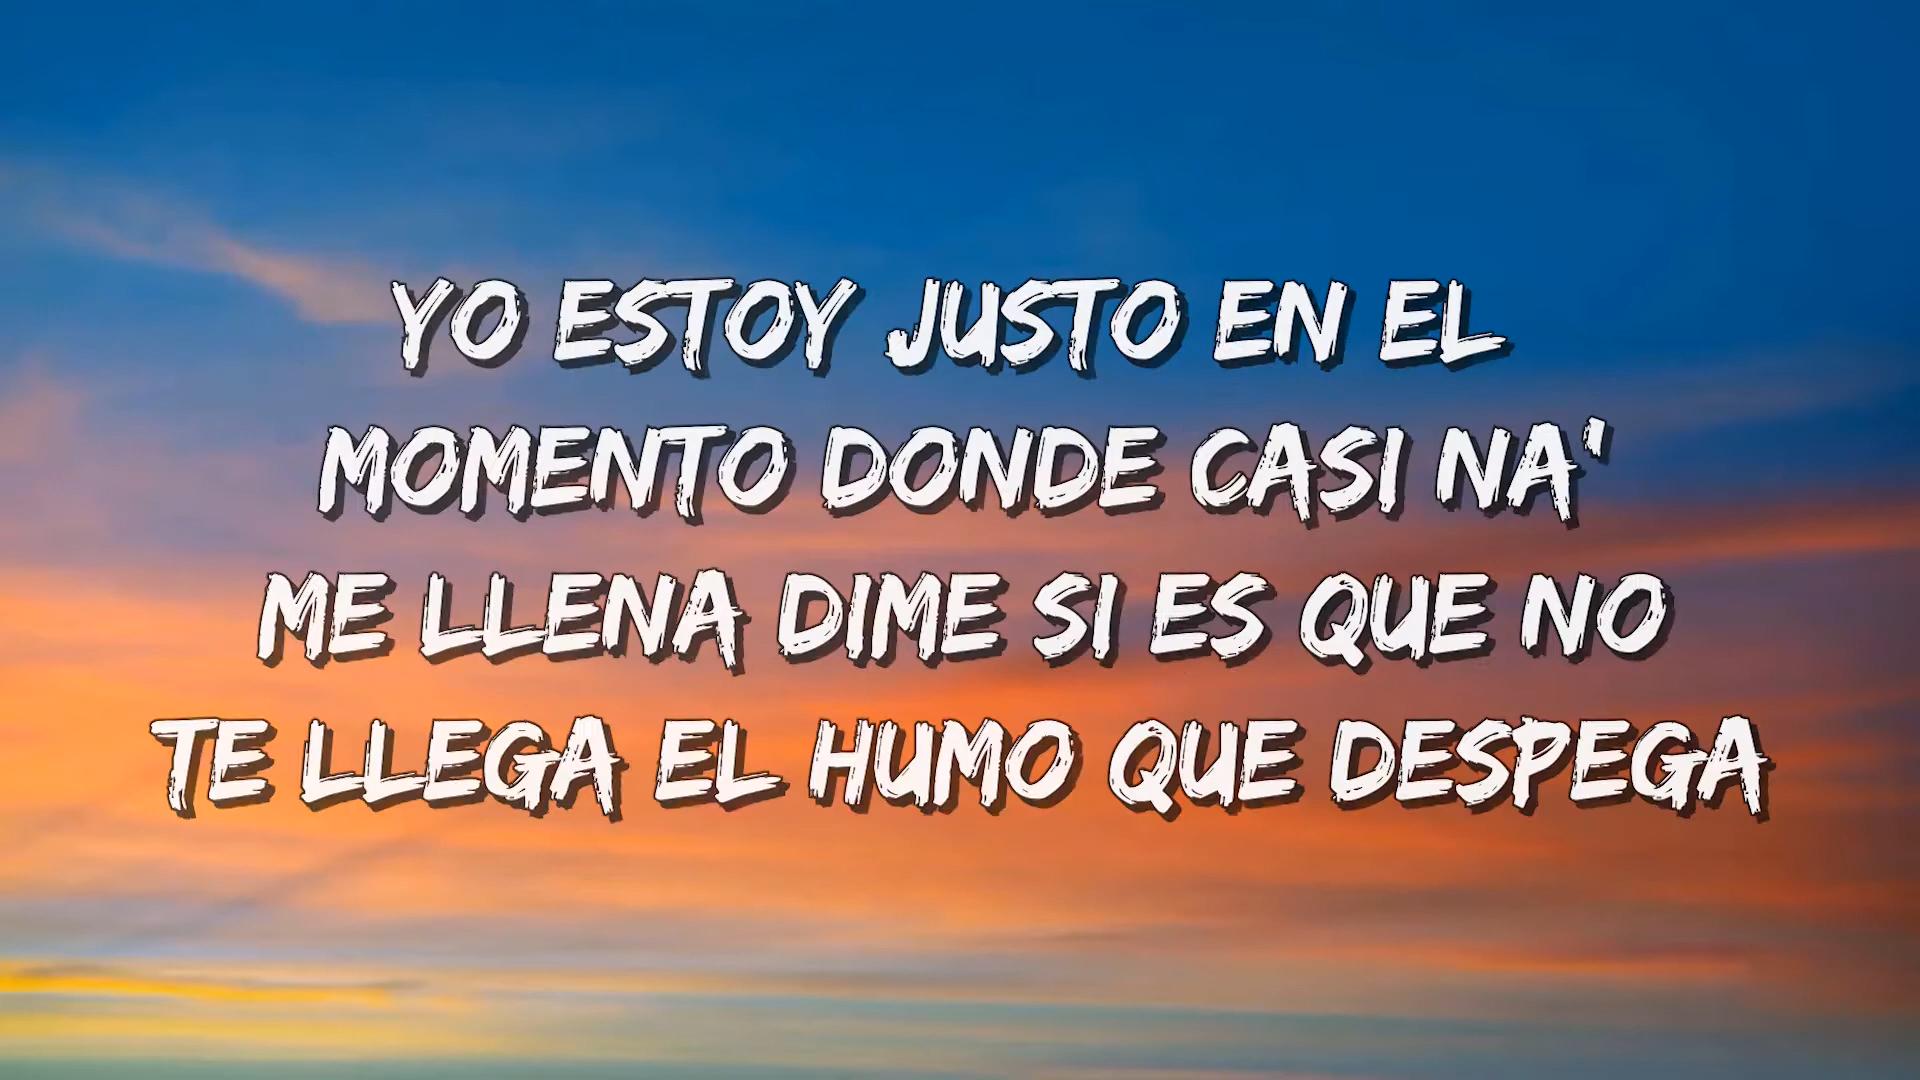 YO ESTOY JUSTO EN EL
MOMENTO DONDE CASI NA'
ME LLENA DIME SI ES QUE NO
TE LLEGA EL HUMO QUE DESPEGA